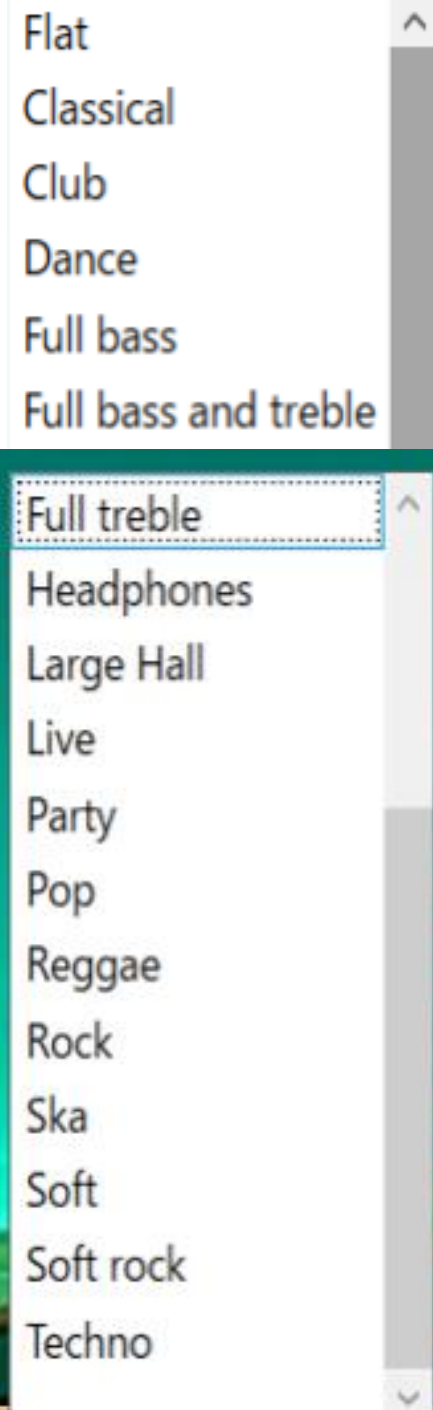 Flat
Classical
Club
Dance
Full bass
Full bass and treble
Full treble
Headphones
Large Hall
Live
Party
Pop
Reggae
Rock
Ska
Soft
Soft rock
Techno